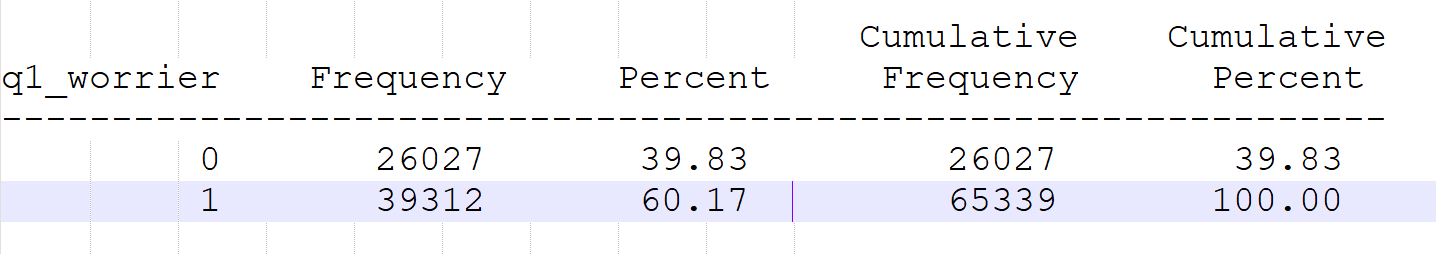 Cumulative    Cumulative
q1_worrier    Frequency     Percent     Frequency      Percent
---------------------------------------------------------------
         0       26027       39.83         26027        39.83
         1       39312       60.17         65339       100.00